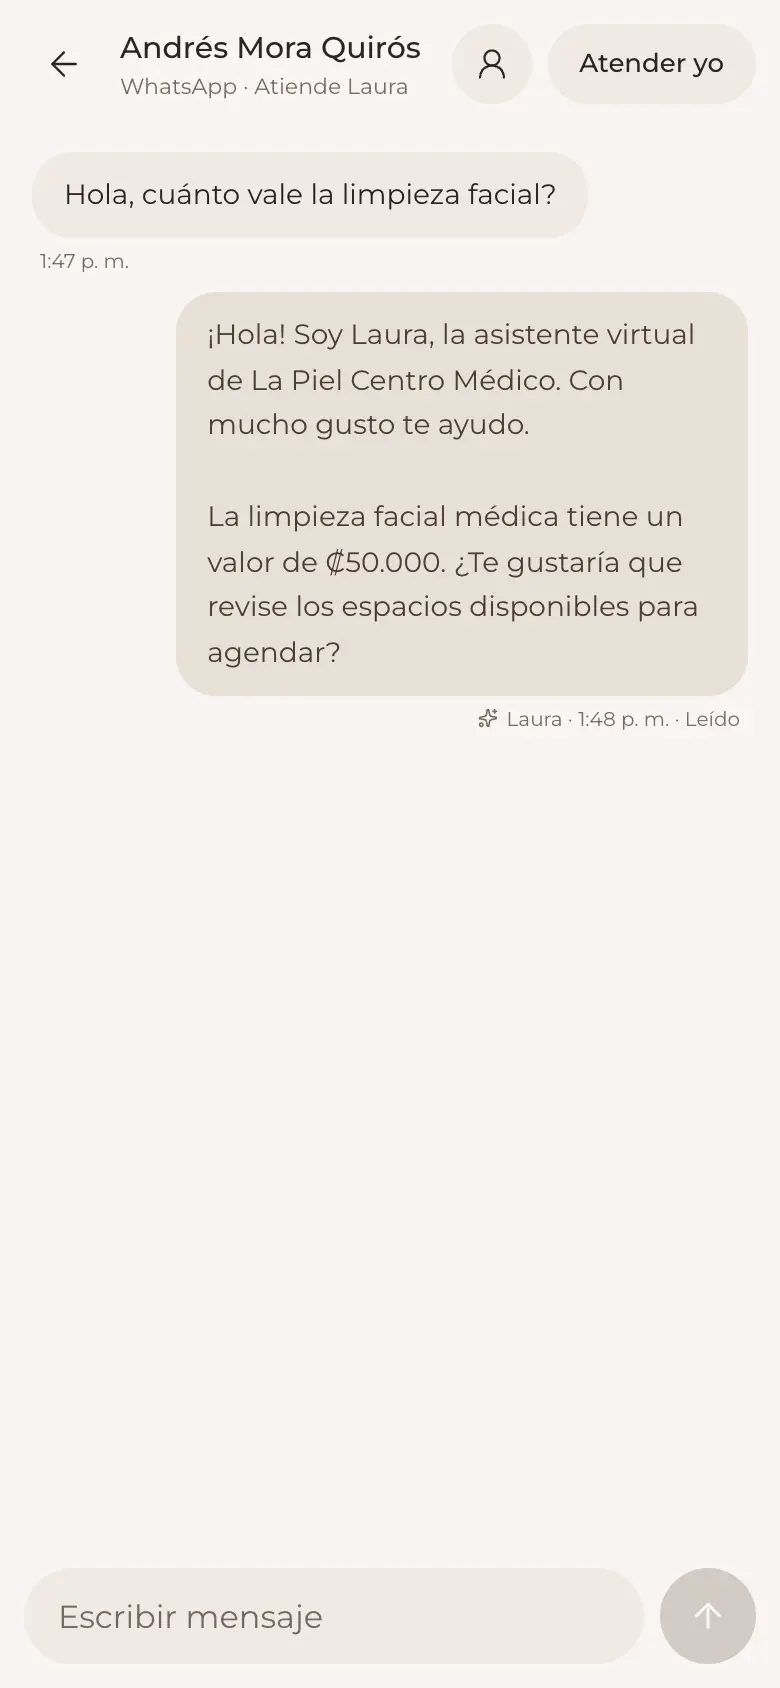 Andrés Mora Quirós
WhatsApp · Atiende Laura
Atender yo
Hola, cuánto vale la limpieza facial?
1:47 p. m.
¡Hola! Soy Laura, la asistente virtual
de La Piel Centro Médico. Con
mucho gusto te ayudo.
La limpieza facial médica tiene un
valor de ₡50.000. ¿Te gustaría que
revise los espacios disponibles para
agendar?
Laura · 1:48 p. m. · Leído
Escribir mensaje